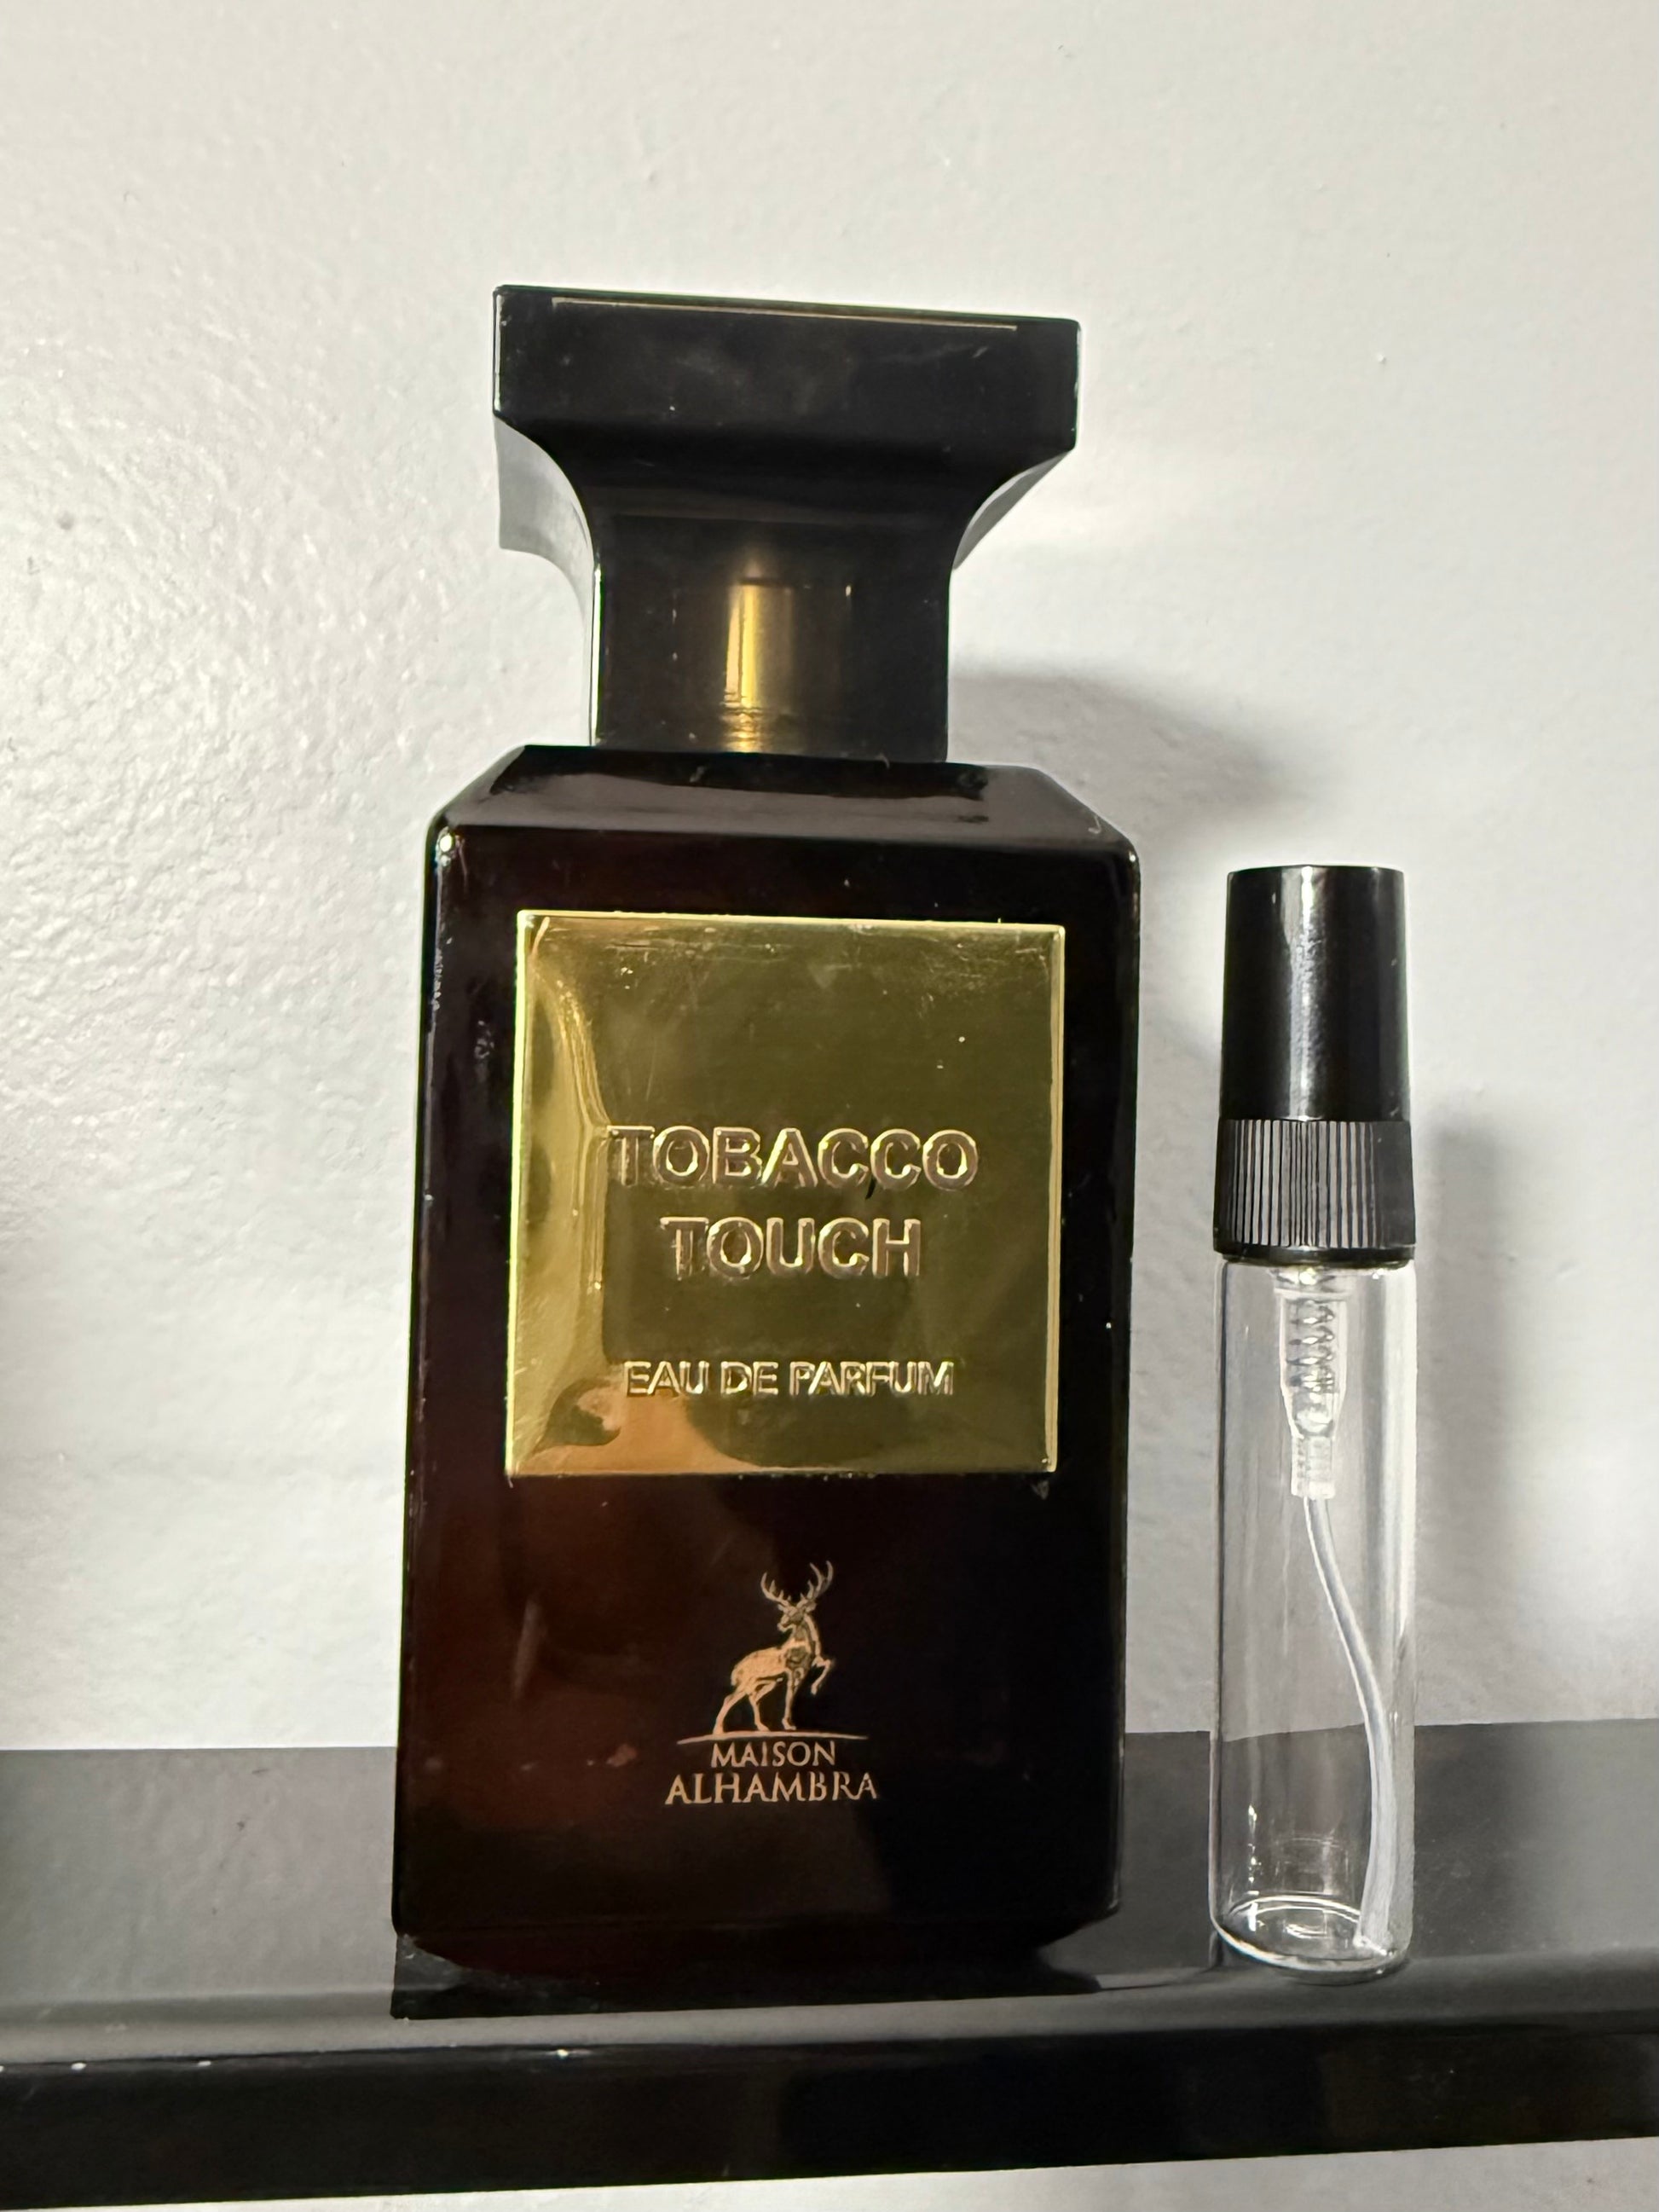 TOBACCO
TOUCH
EAU DE PARFUM
MAISON
ALHAMBRA